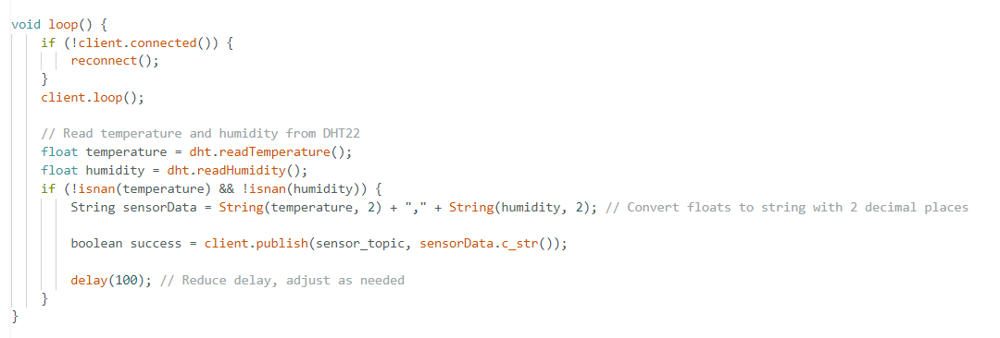 void loop() {
    if (!client.connected()) {
        reconnect();
    }
    client.loop();

    // Read temperature and humidity from DHT22
    float temperature = dht.readTemperature();
    float humidity = dht.readHumidity();
    if (!isnan(temperature) && !isnan(humidity)) {
        String sensorData = String(temperature, 2) + "," + String(humidity, 2); // Convert floats to string with 2 decimal places

        boolean success = client.publish(sensor_topic, sensorData.c_str());

        delay(100); // Reduce delay, adjust as needed
    }
}